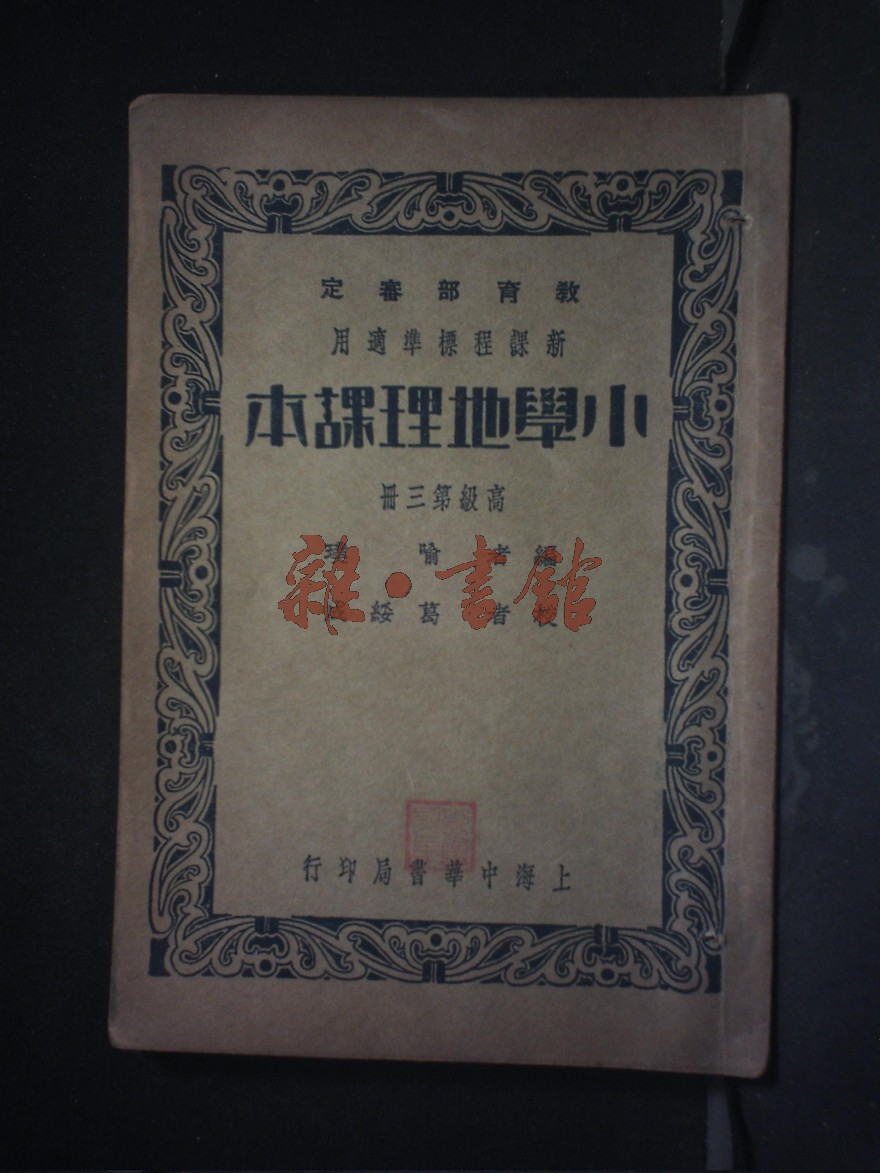 教育部審定
新課程標準適用
小學地理課本
高級第三冊
編者 喻璩
校者 葛綏成
上海中華書局印行
雜·書館